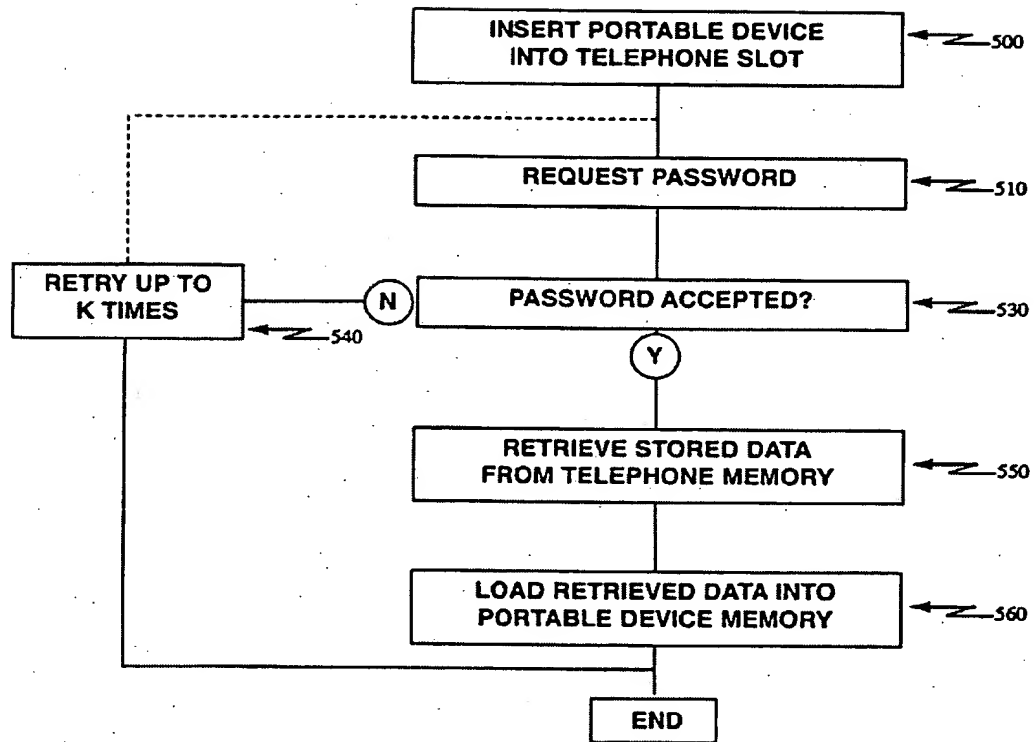 INSERT PORTABLE DEVICE
INTO TELEPHONE SLOT
500
REQUEST PASSWORD
510
RETRY UP TO
K TIMES
540
N
PASSWORD ACCEPTED?
530
Y
RETRIEVE STORED DATA
FROM TELEPHONE MEMORY
550
LOAD RETRIEVED DATA INTO
PORTABLE DEVICE MEMORY
560
END